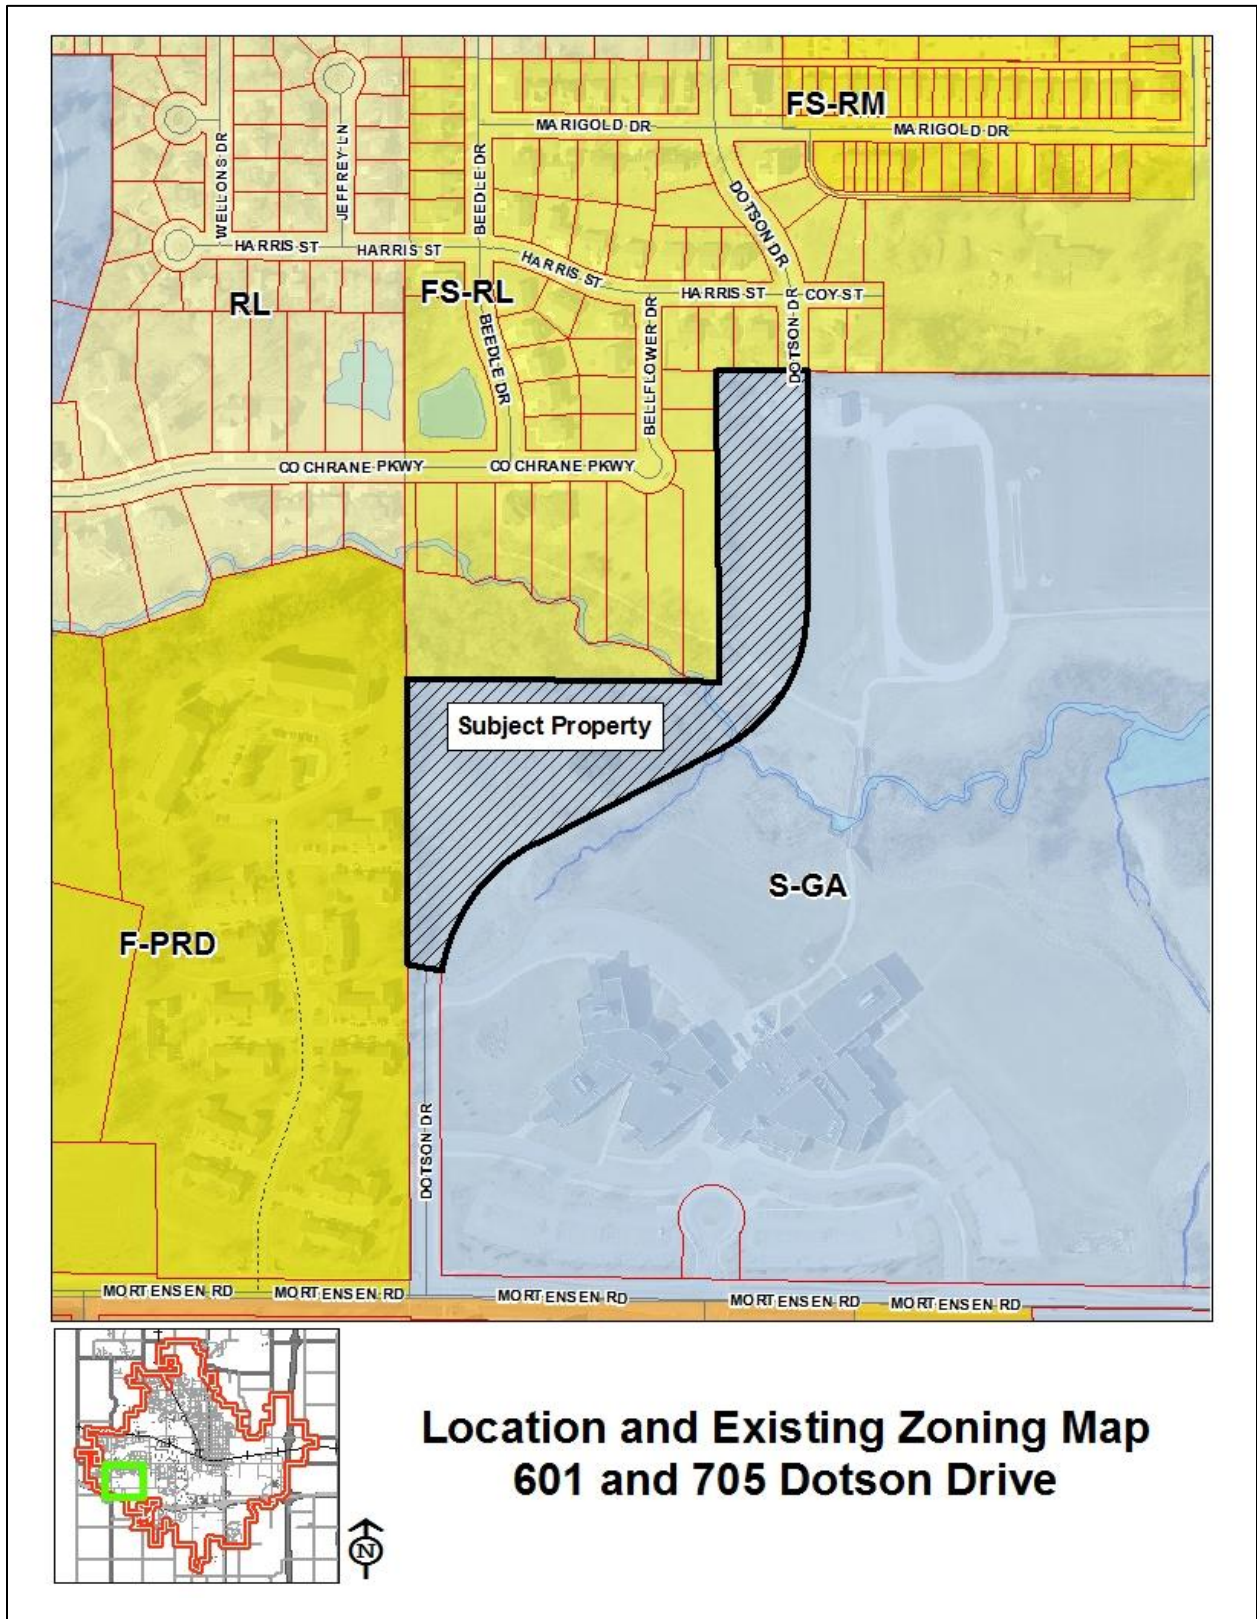 FS-RM
MARIGOLD DR
MARIGOLD DR
WELLONS DR
JEFFREY LN
BEEDLE DR
DOTSON DR
HARRIS ST
HARRIS ST
HARRIS ST
HARRIS ST
COY ST
RL
FS-RL
BEEDLE DR
BELLFLOWER DR
DOTSON DR
COCHRANE PKWY
COCHRANE PKWY
Subject Property
S-GA
F-PRD
DOTSON DR
MORTENSEN RD
MORTENSEN RD
MORTENSEN RD
MORTENSEN RD
MORTENSEN RD
Location and Existing Zoning Map
601 and 705 Dotson Drive
N